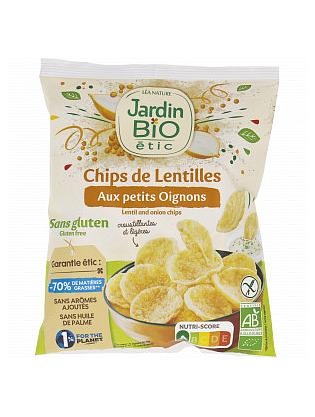 LÉA NATURE
Jardin
BiO
étic
Chips de Lentilles
Aux petits Oignons
Lentil and onion chips
croustillantes
et légères
Sans gluten
Gluten free
Garantie étic :
-70% DE MATIÈRES
GRASSES
SANS ARÔMES
AJOUTÉS
SANS HUILE
DE PALME
1% FOR THE
PLANET
NUTRI-SCORE
A B C D E
AB